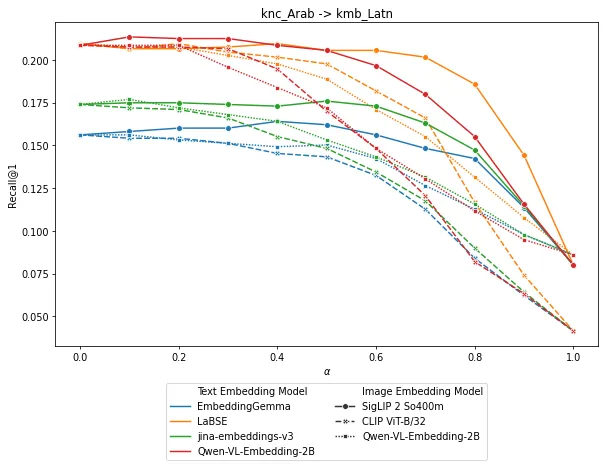 knc_Arab -> kmb_Latn
0.200
0.175
0.150
0.125
0.100
0.075
0.050
Recall@1
0.0 0.2 0.4 0.6 0.8 1.0
α
Text Embedding Model Image Embedding Model
EmbeddingGemma SigLIP 2 So400m
LaBSE CLIP ViT-B/32
jina-embeddings-v3 Qwen-VL-Embedding-2B
Qwen-VL-Embedding-2B